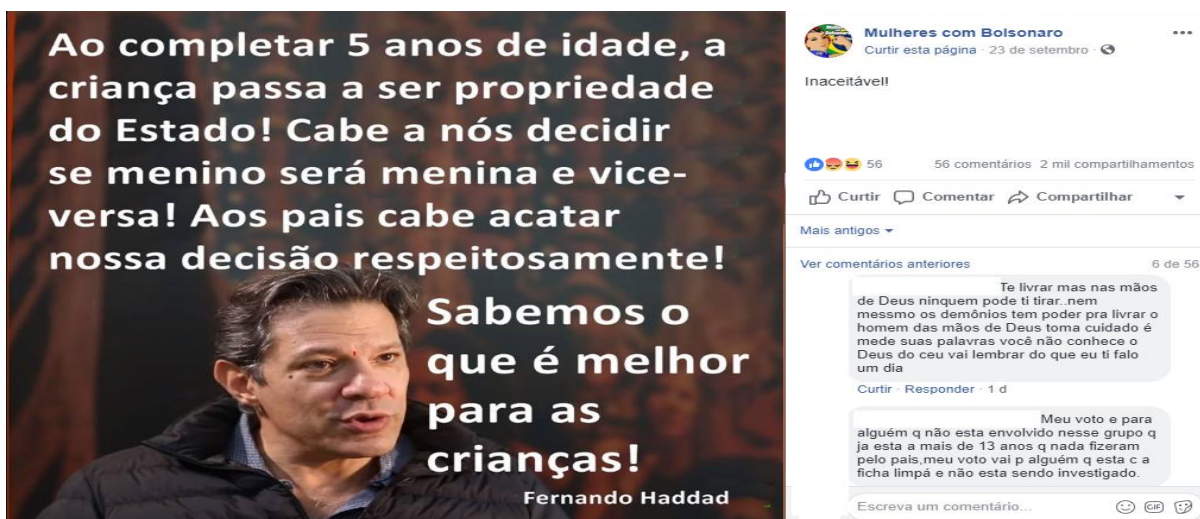 Ao completar 5 anos de idade, a
criança passa a ser propriedade
do Estado! Cabe a nós decidir
se menino será menina e vice-
versa! Aos pais cabe acatar
nossa decisão respeitosamente!
Sabemos o
que é melhor
para as
crianças!
Fernando Haddad
Mulheres com Bolsonaro
Curtir esta página · 23 de setembro ·
Inaceitável!
56 56 comentários 2 mil compartilhamentos
Curtir Comentar Compartilhar
Mais antigos
Ver comentários anteriores 6 de 56
Te livrar mas nas mãos
de Deus ninquem pode ti tirar..nem
messmo os demônios tem poder pra livrar o
homem das mãos de Deus toma cuidado é
mede suas palavras você não conhece o
Deus do ceu vai lembrar do que eu ti falo
um dia
Curtir · Responder · 1 d
Meu voto e para
alguém q não esta envolvido nesse grupo q
ja esta a mais de 13 anos q nada fizeram
pelo pais,meu voto vai p alguém q esta c a
ficha limpá e não esta sendo investigado.
Escreva um comentário... GIF